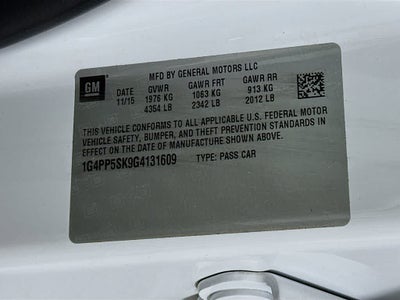 GM
MFD BY GENERAL MOTORS LLC
11/15 GVWR GAWR FRT GAWR RR
1976 KG 1063 KG 913 KG
4354 LB 2342 LB 2012 LB
THIS VEHICLE CONFORMS TO ALL APPLICABLE U.S. FEDERAL MOTOR
VEHICLE SAFETY, BUMPER, AND THEFT PREVENTION STANDARDS IN
EFFECT ON THE DATE OF MANUFACTURE SHOWN ABOVE.
1G4PP5SK9G4131609 TYPE: PASS CAR